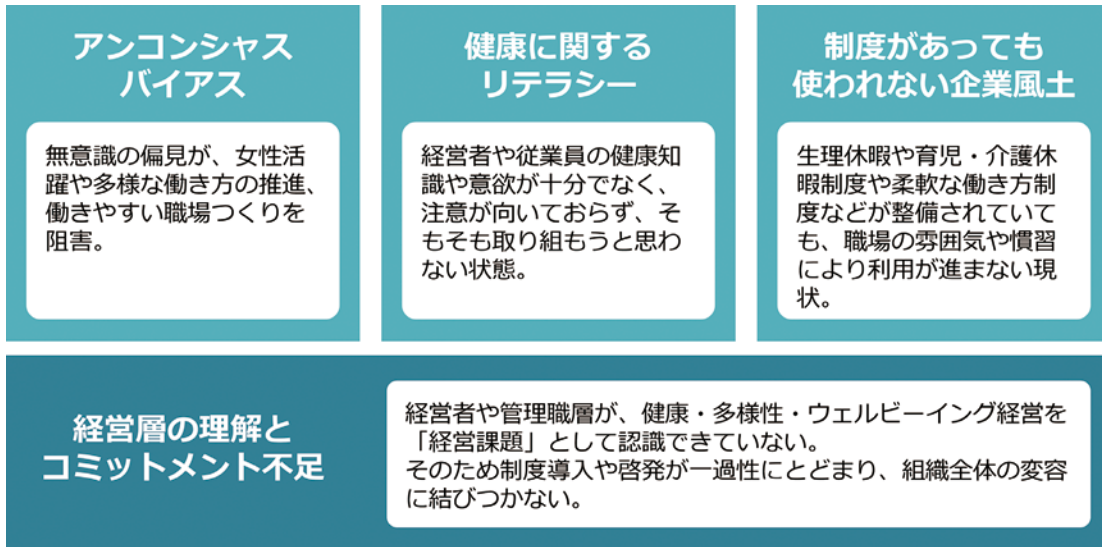 アンコンシャス
バイアス
無意識の偏見が、女性活
躍や多様な働き方の推進、
働きやすい職場つくりを
阻害。
健康に関する
リテラシー
経営者や従業員の健康知
識や意欲が十分でなく、
注意が向いておらず、そ
もそも取り組もうと思わ
ない状態。
制度があっても
使われない企業風土
生理休暇や育児・介護休
暇制度や柔軟な働き方制
度などが整備されていて
も、職場の雰囲気や慣習
により利用が進まない現
状。
経営層の理解と
コミットメント不足
経営者や管理職層が、健康・多様性・ウェルビーイング経営を
「経営課題」として認識できていない。
そのため制度導入や啓発が一過性にとどまり、組織全体の変容
に結びつかない。